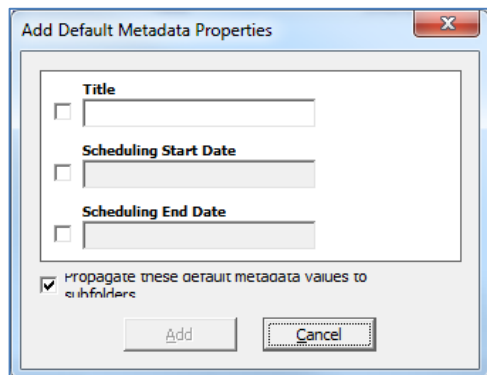 Add Default Metadata Properties
Title
Scheduling Start Date
Scheduling End Date
Propagate these default metadata values to
subfolders
Add
Cancel